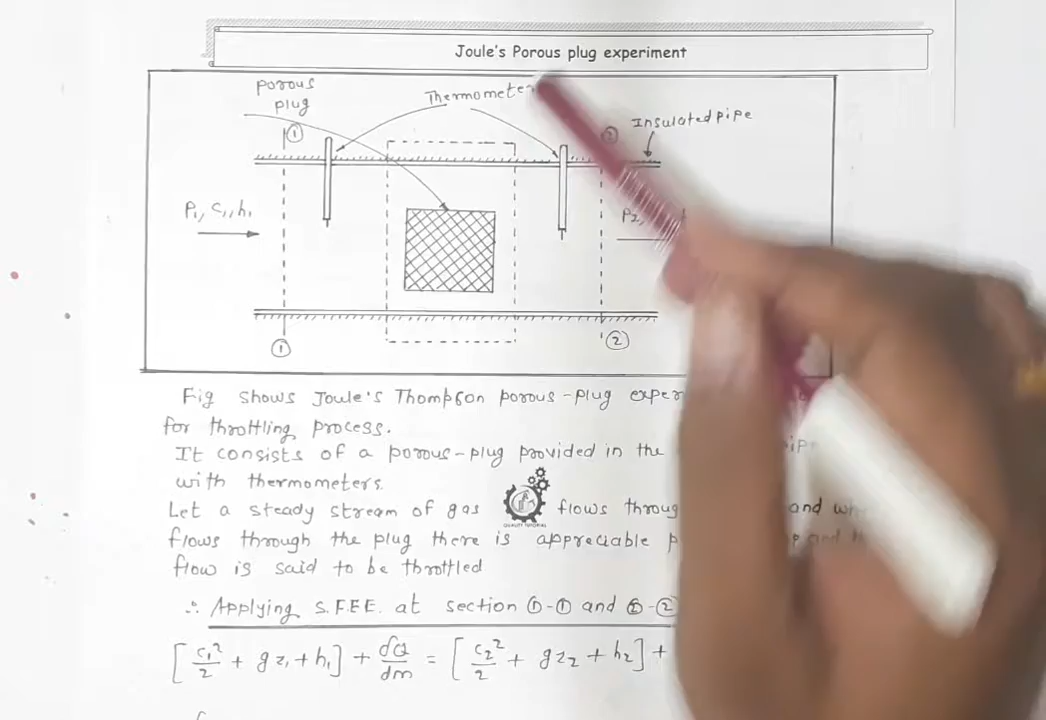 Joule's Porous plug experiment
porous
plug
Thermometer
Insulated pipe
①
②
P₁, C₁, h₁
P₂,
①
②
Fig shows Joule's Thompson porous-plug exper
for throttling process.
It consists of a porous-plug provided in the
with thermometers.
Let a steady stream of gas flows throug and
flows through the plug there is appreciable
flow is said to be throttled
QUALITY TUTORIAL
∴ Applying S.F.E.E. at section ①-① and ②-②
[c₁²/2 + gz₁ + h₁] + dQ/dm = [c₂²/2 + gz₂ + h₂] +